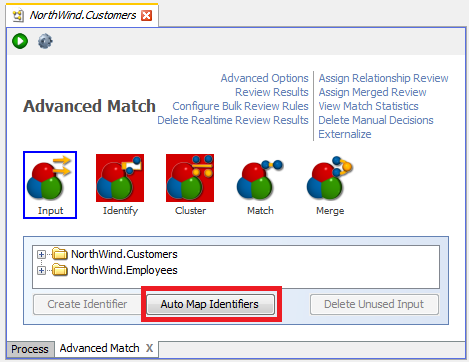 NorthWind.Customers
Advanced Match
Advanced Options
Review Results
Configure Bulk Review Rules
Delete Realtime Review Results
Assign Relationship Review
Assign Merged Review
View Match Statistics
Delete Manual Decisions
Externalize
Input Identify Cluster Match Merge
NorthWind.Customers
NorthWind.Employees
Create Identifier Auto Map Identifiers Delete Unused Input
Process Advanced Match X